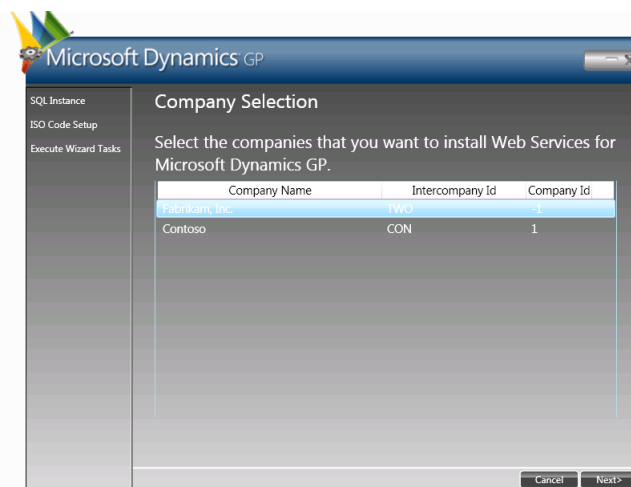 Microsoft Dynamics GP
SQL Instance
ISO Code Setup
Execute Wizard Tasks
Company Selection
Select the companies that you want to install Web Services for
Microsoft Dynamics GP.
Company Name Intercompany Id Company Id
Fabrikam, Inc. TWO -1
Contoso CON 1
Cancel Next>